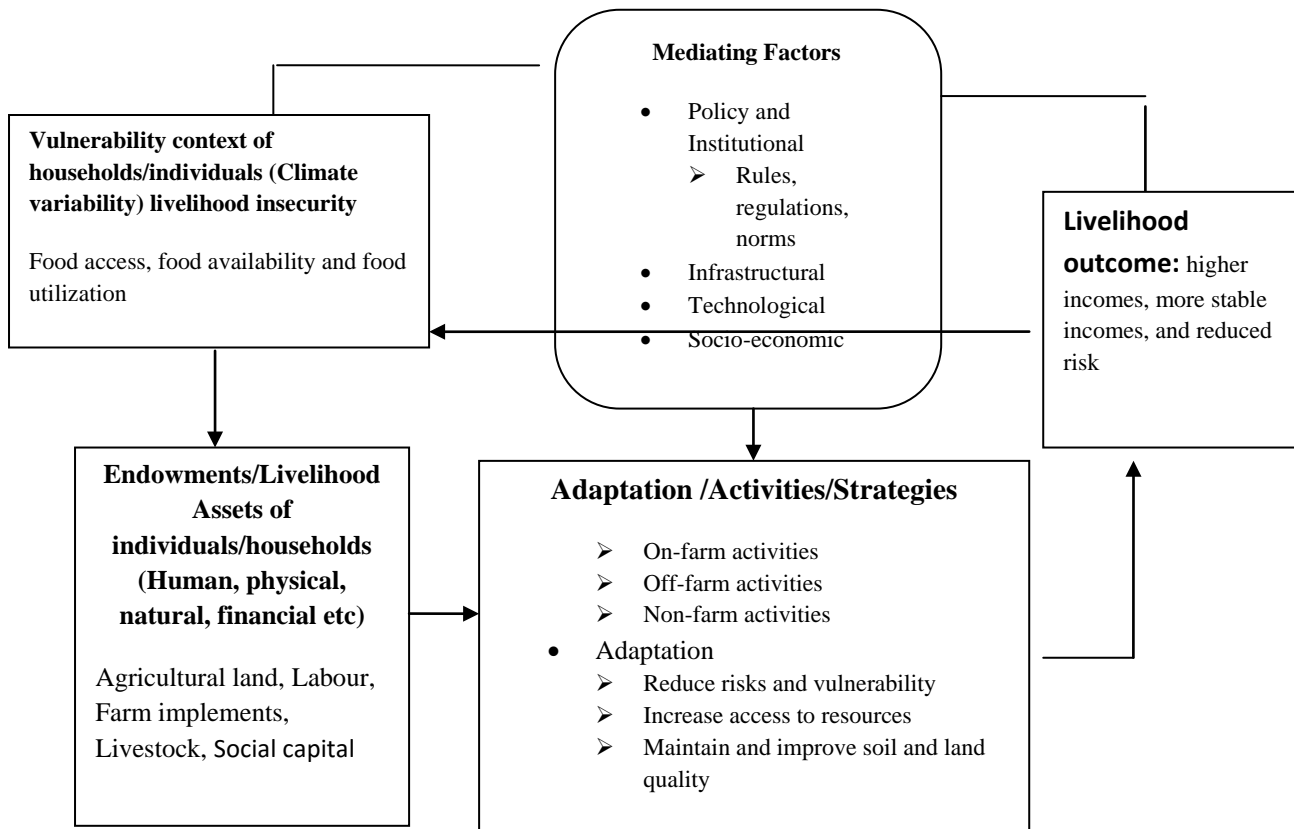 Mediating Factors
• Policy and
Institutional
➢ Rules,
regulations,
norms
• Infrastructural
• Technological
• Socio-economic
Vulnerability context of
households/individuals (Climate
variability) livelihood insecurity
Food access, food availability and food
utilization
Livelihood
outcome: higher
incomes, more stable
incomes, and reduced
risk
Endowments/Livelihood
Assets of
individuals/households
(Human, physical,
natural, financial etc)
Agricultural land, Labour,
Farm implements,
Livestock, Social capital
Adaptation /Activities/Strategies
➢ On-farm activities
➢ Off-farm activities
➢ Non-farm activities
• Adaptation
➢ Reduce risks and vulnerability
➢ Increase access to resources
➢ Maintain and improve soil and land
quality